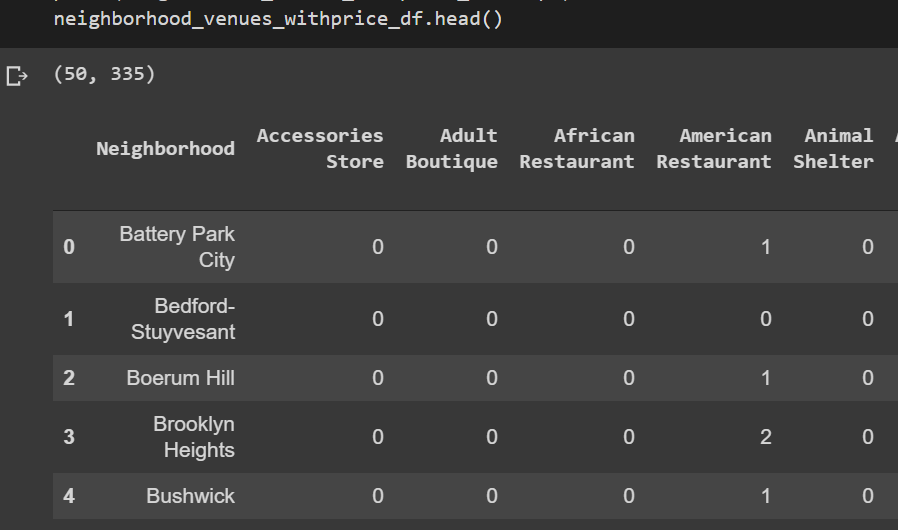 neighborhood_venues_withprice_df.head()
(50, 335)
Neighborhood Accessories Store Adult Boutique African Restaurant American Restaurant Animal Shelter
0 Battery Park City 0 0 0 1 0
1 Bedford-Stuyvesant 0 0 0 0 0
2 Boerum Hill 0 0 0 1 0
3 Brooklyn Heights 0 0 0 2 0
4 Bushwick 0 0 0 1 0